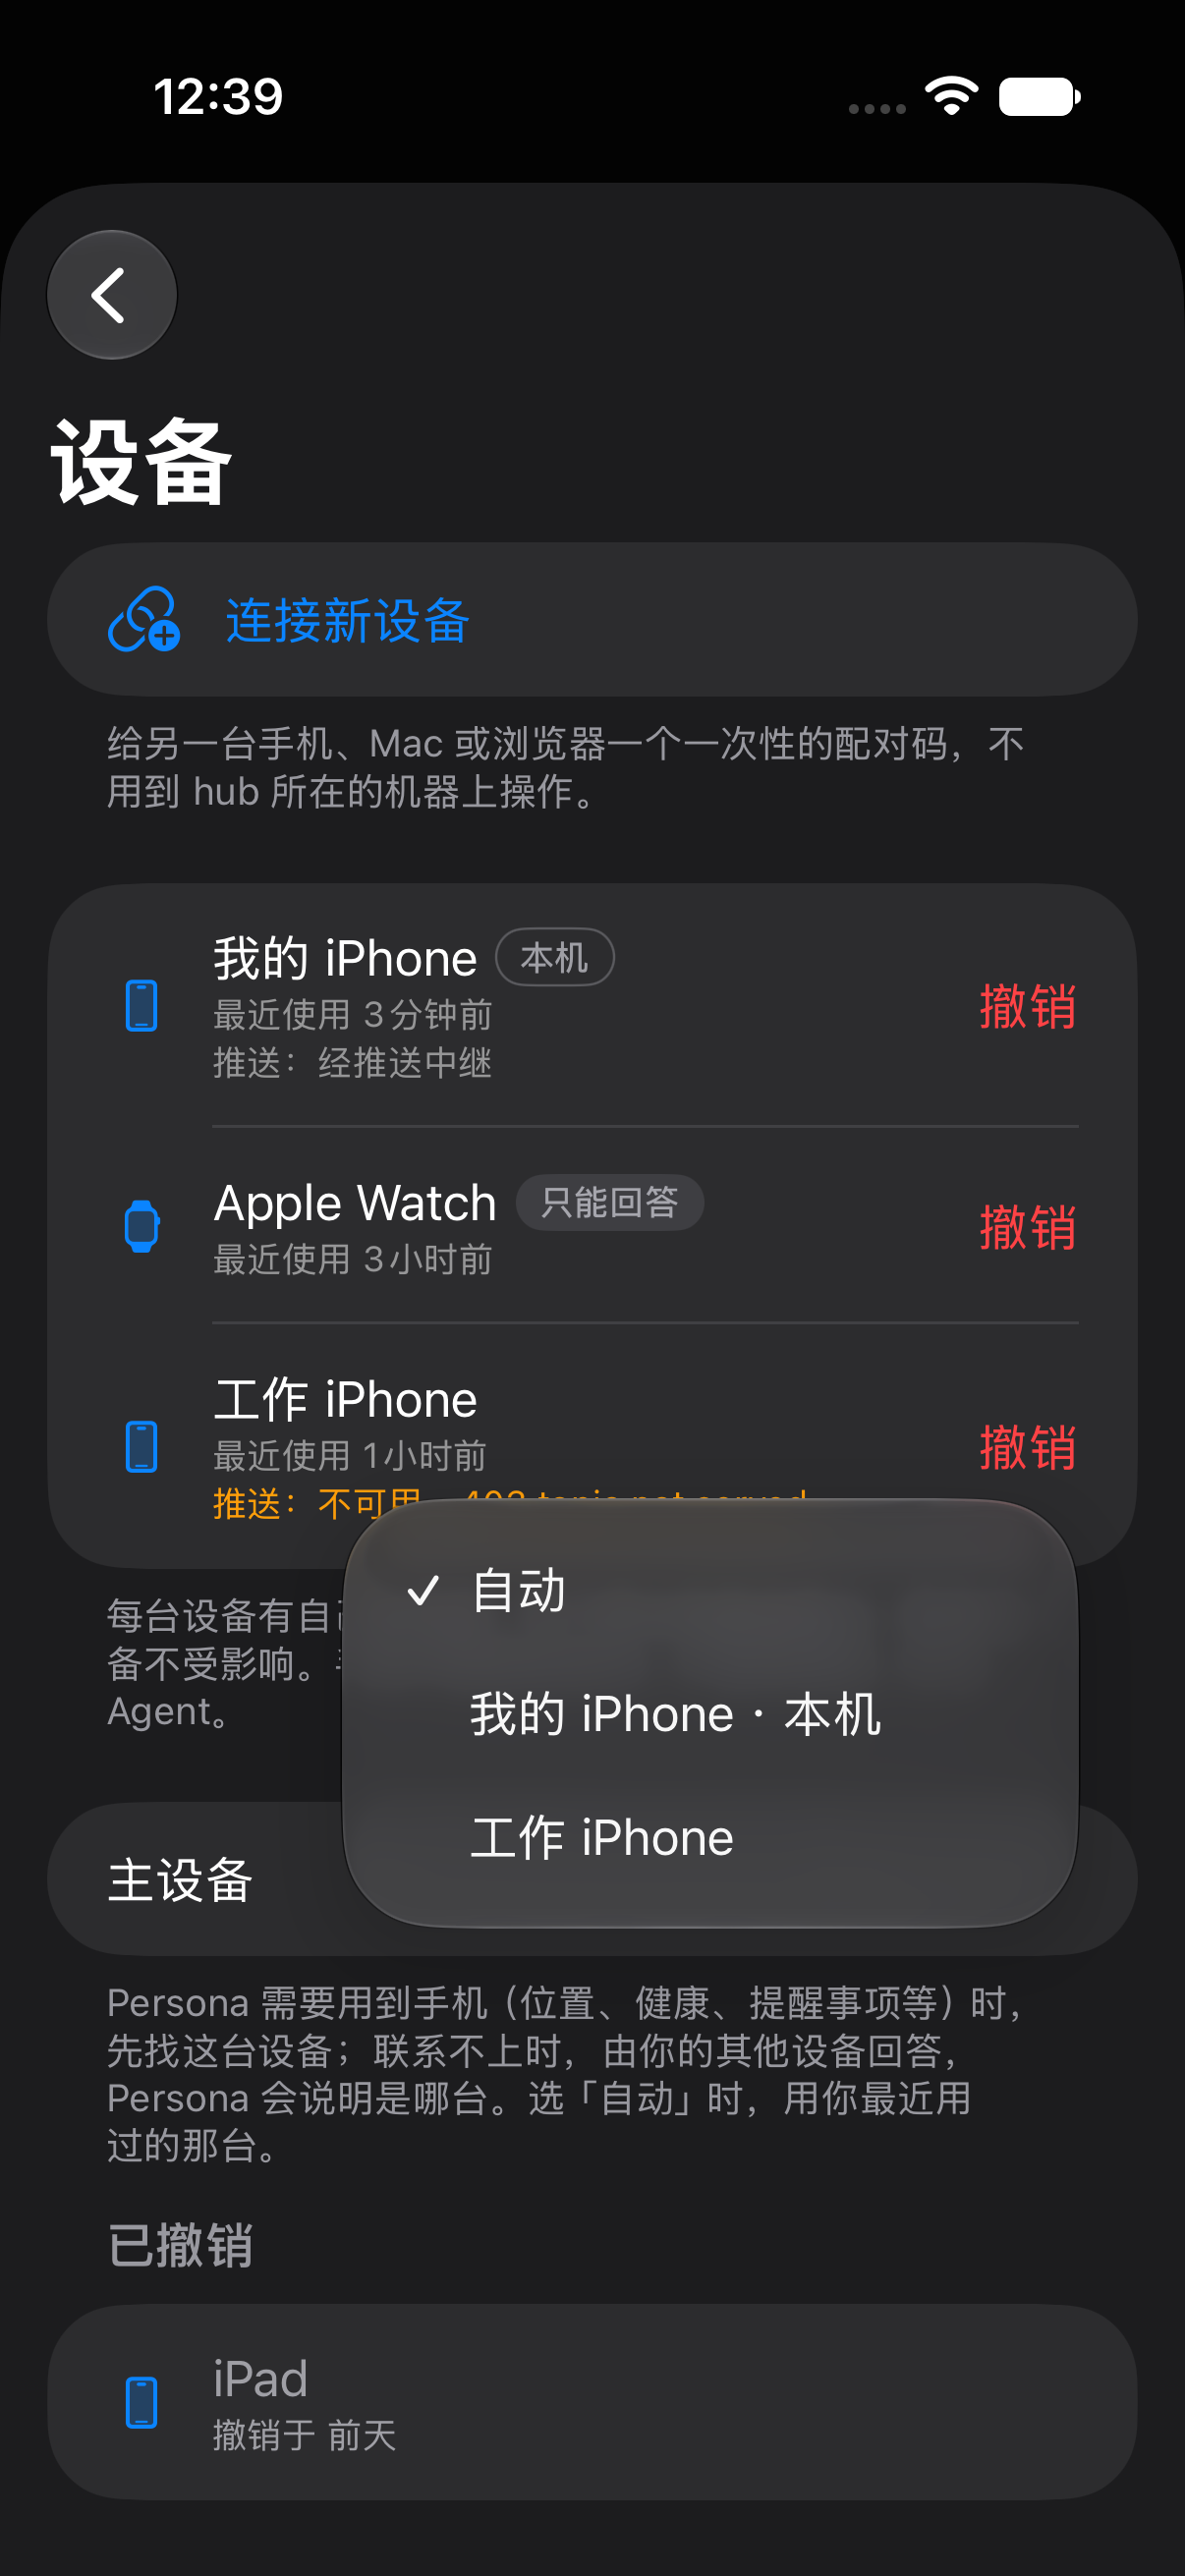 12:39
设备
连接新设备
给另一台手机、Mac 或浏览器一个一次性的配对码，不
用到 hub 所在的机器上操作。
我的 iPhone 本机
最近使用 3分钟前
推送：经推送中继
撤销
Apple Watch 只能回答
最近使用 3小时前
撤销
工作 iPhone
最近使用 1小时前
推送：不可用
撤销
每台设备有自
备不受影响。
Agent。
自动
我的 iPhone · 本机
工作 iPhone
主设备
Persona 需要用到手机（位置、健康、提醒事项等）时，
先找这台设备；联系不上时，由你的其他设备回答，
Persona 会说明是哪台。选「自动」时，用你最近用
过的那台。
已撤销
iPad
撤销于 前天